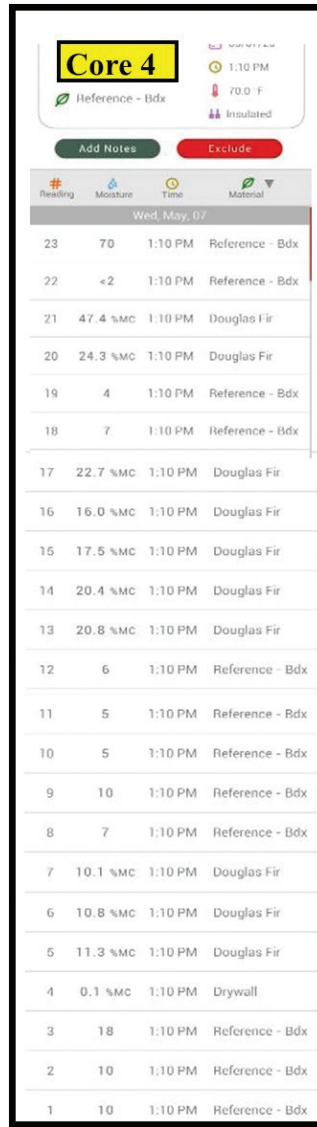 Core 4
1:10 PM
Reference - Bdx
70.0 °F
Insulated
Add Notes
Exclude
# Reading Moisture Time Material ▼
Wed, May, 07
23 70 1:10 PM Reference - Bdx
22 <2 1:10 PM Reference - Bdx
21 47.4 %MC 1:10 PM Douglas Fir
20 24.3 %MC 1:10 PM Douglas Fir
19 4 1:10 PM Reference - Bdx
18 7 1:10 PM Reference - Bdx
17 22.7 %MC 1:10 PM Douglas Fir
16 16.0 %MC 1:10 PM Douglas Fir
15 17.5 %MC 1:10 PM Douglas Fir
14 20.4 %MC 1:10 PM Douglas Fir
13 20.8 %MC 1:10 PM Douglas Fir
12 6 1:10 PM Reference - Bdx
11 5 1:10 PM Reference - Bdx
10 5 1:10 PM Reference - Bdx
9 10 1:10 PM Reference - Bdx
8 7 1:10 PM Reference - Bdx
7 10.1 %MC 1:10 PM Douglas Fir
6 10.8 %MC 1:10 PM Douglas Fir
5 11.3 %MC 1:10 PM Douglas Fir
4 0.1 %MC 1:10 PM Drywall
3 18 1:10 PM Reference - Bdx
2 10 1:10 PM Reference - Bdx
1 10 1:10 PM Reference - Bdx